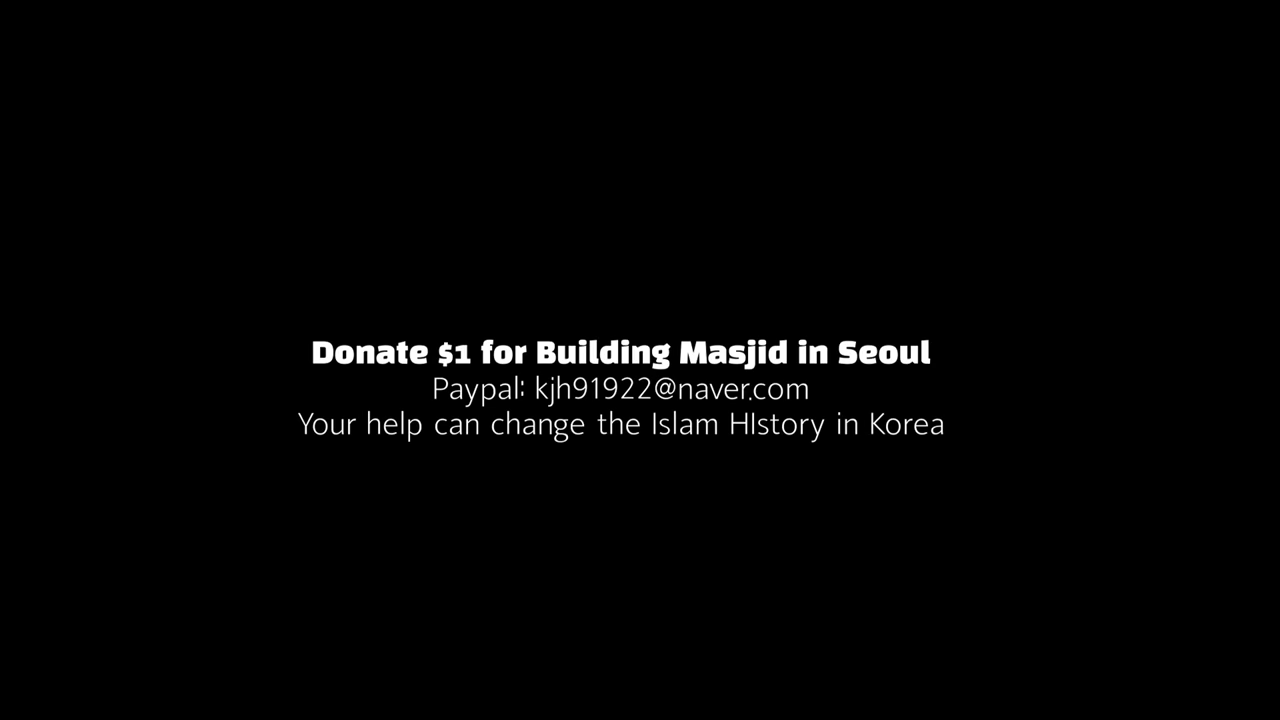 Donate $1 for Building Masjid in Seoul
Paypal: kjh91922@naver.com
Your help can change the Islam HIstory in Korea